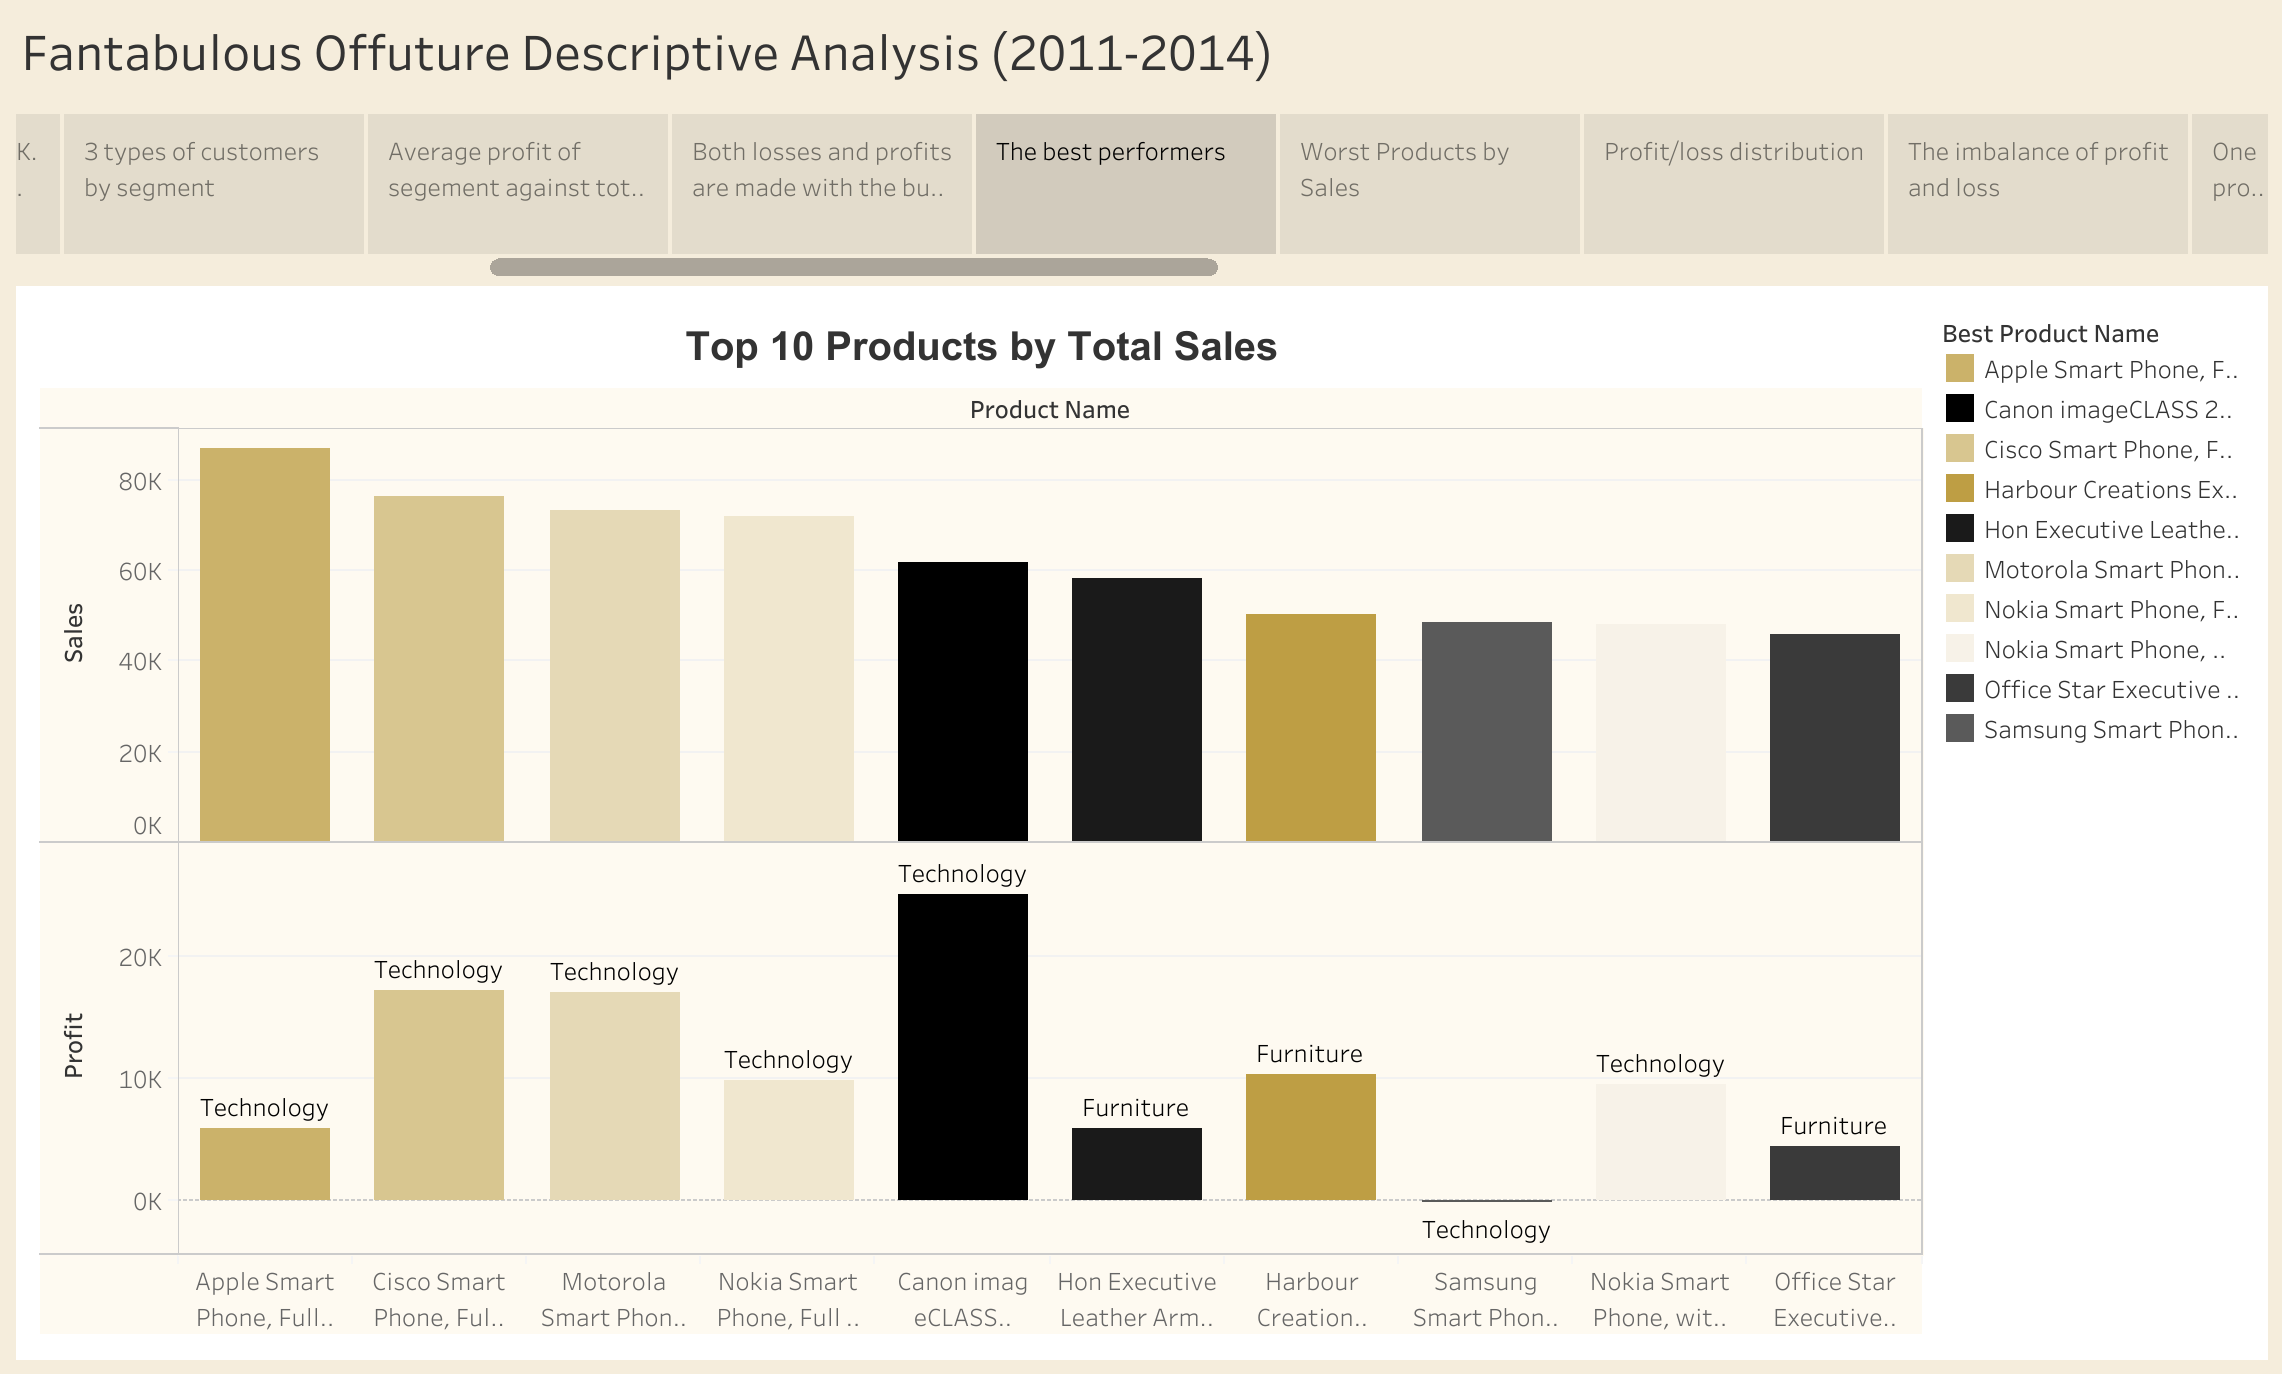 Fantabulous Offuture Descriptive Analysis (2011-2014)
K.
.
3 types of customers
by segment
Average profit of
segement against tot..
Both losses and profits
are made with the bu..
The best performers
Worst Products by
Sales
Profit/loss distribution
The imbalance of profit
and loss
One
pro..
Top 10 Products by Total Sales
Product Name
Sales
80K
60K
40K
20K
0K
Profit
20K
10K
0K
Technology
Technology
Technology
Technology
Technology
Furniture
Furniture
Technology
Technology
Furniture
Apple Smart
Phone, Full..
Cisco Smart
Phone, Ful..
Motorola
Smart Phon..
Nokia Smart
Phone, Full ..
Canon imag
eCLASS..
Hon Executive
Leather Arm..
Harbour
Creation..
Samsung
Smart Phon..
Nokia Smart
Phone, wit..
Office Star
Executive..
Best Product Name
Apple Smart Phone, F..
Canon imageCLASS 2..
Cisco Smart Phone, F..
Harbour Creations Ex..
Hon Executive Leathe..
Motorola Smart Phon..
Nokia Smart Phone, F..
Nokia Smart Phone, ..
Office Star Executive ..
Samsung Smart Phon..